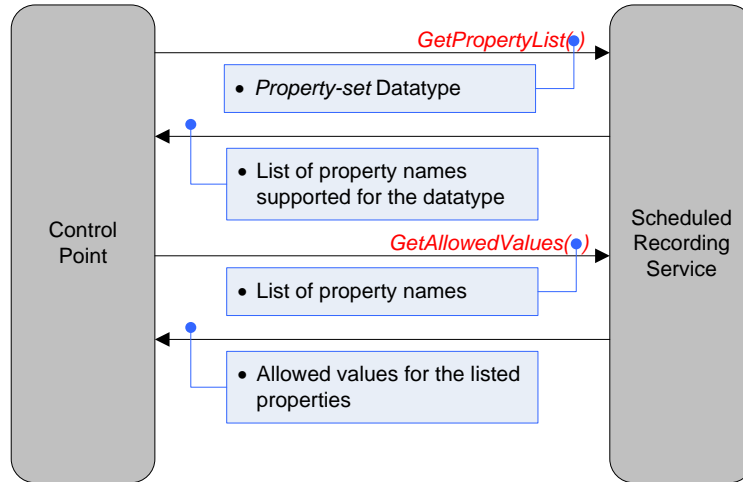 GetPropertyList( )
• Property-set Datatype
• List of property names
supported for the datatype
Control
Point
Scheduled
Recording
Service
GetAllowedValues( )
• List of property names
• Allowed values for the listed
properties